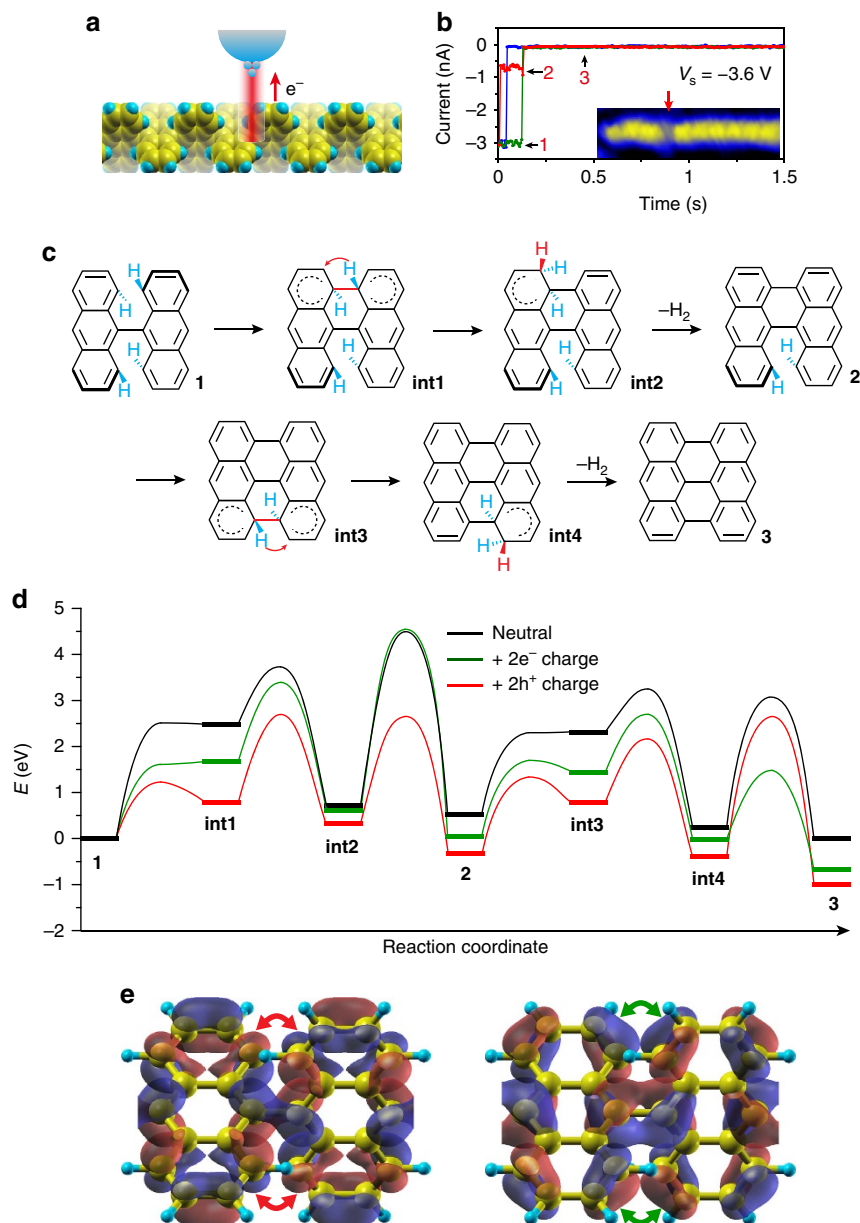 a
e⁻
b
Current (nA)
0
−1
−2
−3
2
3
1
Vs = −3.6 V
0
0.5
1
1.5
Time (s)
c
H
H
H
H
1
H
H
H
H
int1
H
H
H
H
H
int2
−H₂
H
H
2
H
H
int3
H
H
H
int4
−H₂
3
d
E (eV)
5
4
3
2
1
0
−1
−2
Neutral
+ 2e⁻ charge
+ 2h⁺ charge
1
int1
int2
2
int3
int4
3
Reaction coordinate
e